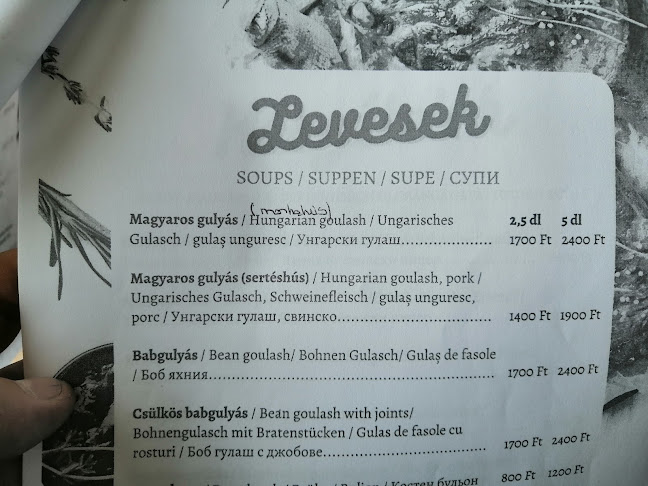 Levesek
SOUPS / SUPPEN / SUPE / СУПИ
(marhahús)
Magyaros gulyás / Hungarian goulash / Ungarisches 2,5 dl 5 dl
Gulasch / gulaș unguresc / Унгарски гулаш 1700 Ft 2400 Ft
Magyaros gulyás (sertéshús) / Hungarian goulash, pork /
Ungarisches Gulasch, Schweinefleisch / gulaș unguresc,
porc / Унгарски гулаш, свинско 1400 Ft 1900 Ft
Babgulyás / Bean goulash/ Bohnen Gulasch/ Gulaș de fasole
/ Боб яхния 1700 Ft 2400 Ft
Csülkös babgulyás / Bean goulash with joints/
Bohnengulasch mit Bratenstücken / Gulas de fasole cu
rosturi / Боб гулаш с джобове 1700 Ft 2400 Ft
/ Костен бульон 800 Ft 1200 Ft